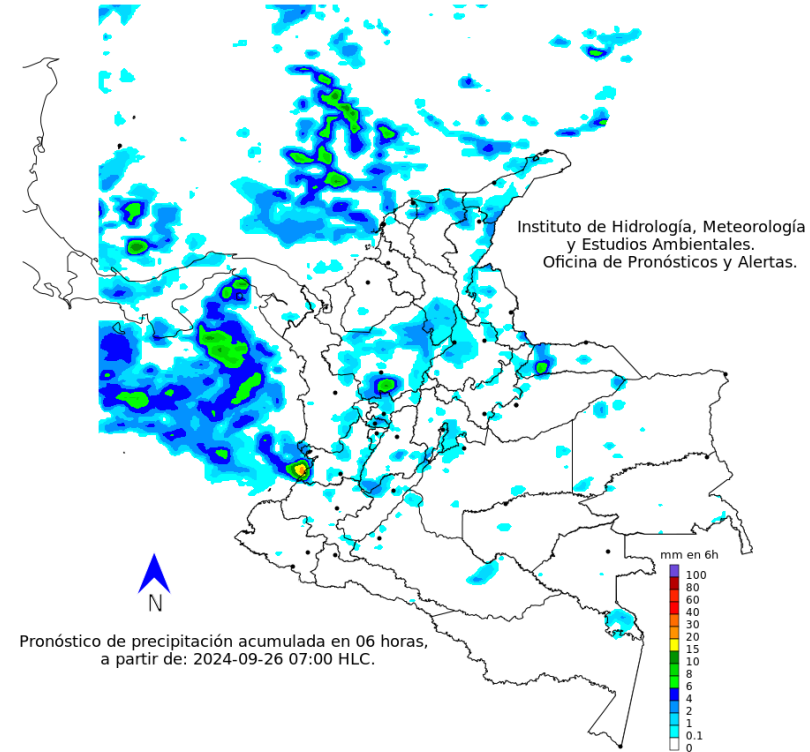 Instituto de Hidrología, Meteorología
y Estudios Ambientales.
Oficina de Pronósticos y Alertas.
mm en 6h
100
80
60
40
30
20
15
10
8
6
4
2
1
0.1
0
N
Pronóstico de precipitación acumulada en 06 horas,
a partir de: 2024-09-26 07:00 HLC.